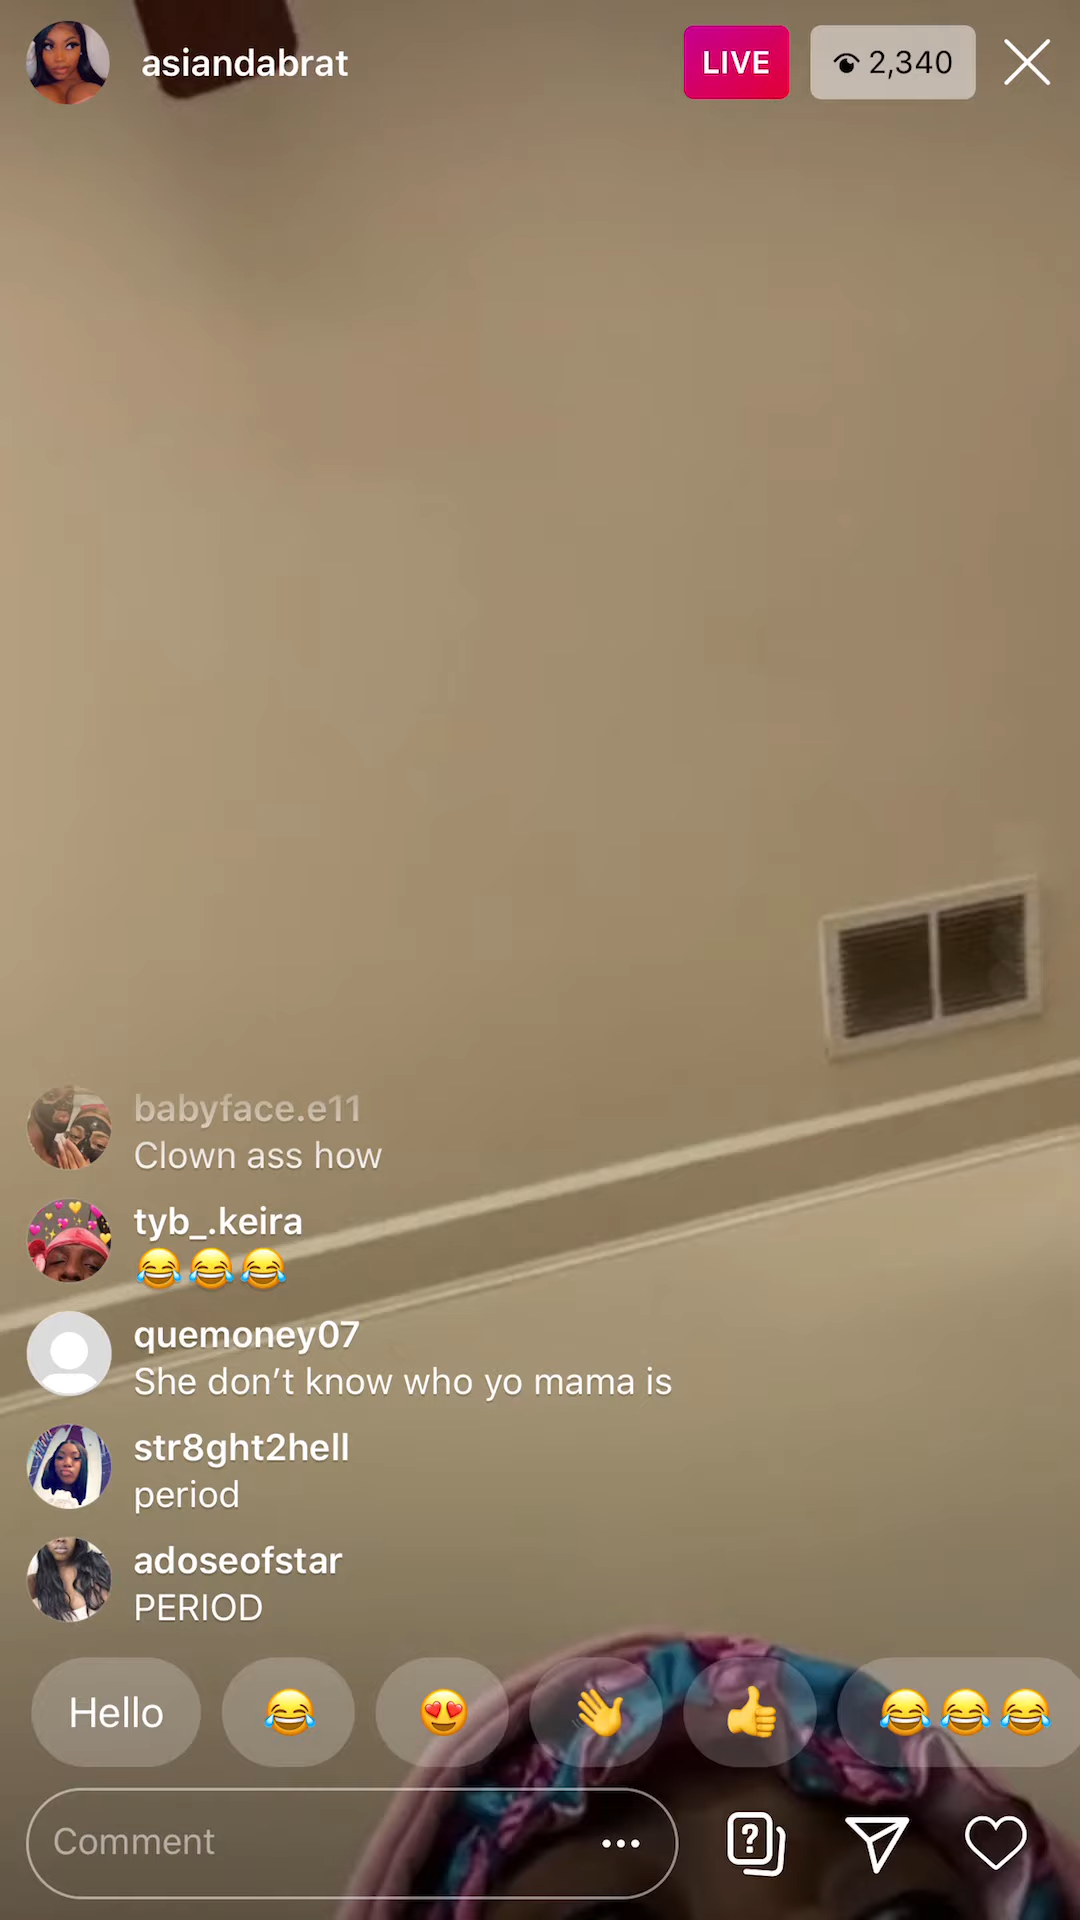 asiandabrat
LIVE
2,340
babyface.e11
Clown ass how
tyb_.keira
😂😂😂
quemoney07
She don’t know who yo mama is
str8ght2hell
period
adoseofstar
PERIOD
Hello 😂 😍 👋 👍 😂😂😂
Comment